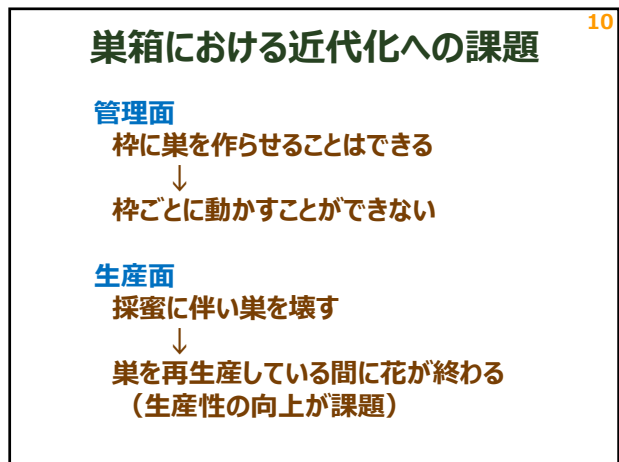 10
巣箱における近代化への課題
管理面
枠に巣を作らせることはできる
↓
枠ごとに動かすことができない
生産面
採蜜に伴い巣を壊す
↓
巣を再生産している間に花が終わる
（生産性の向上が課題）